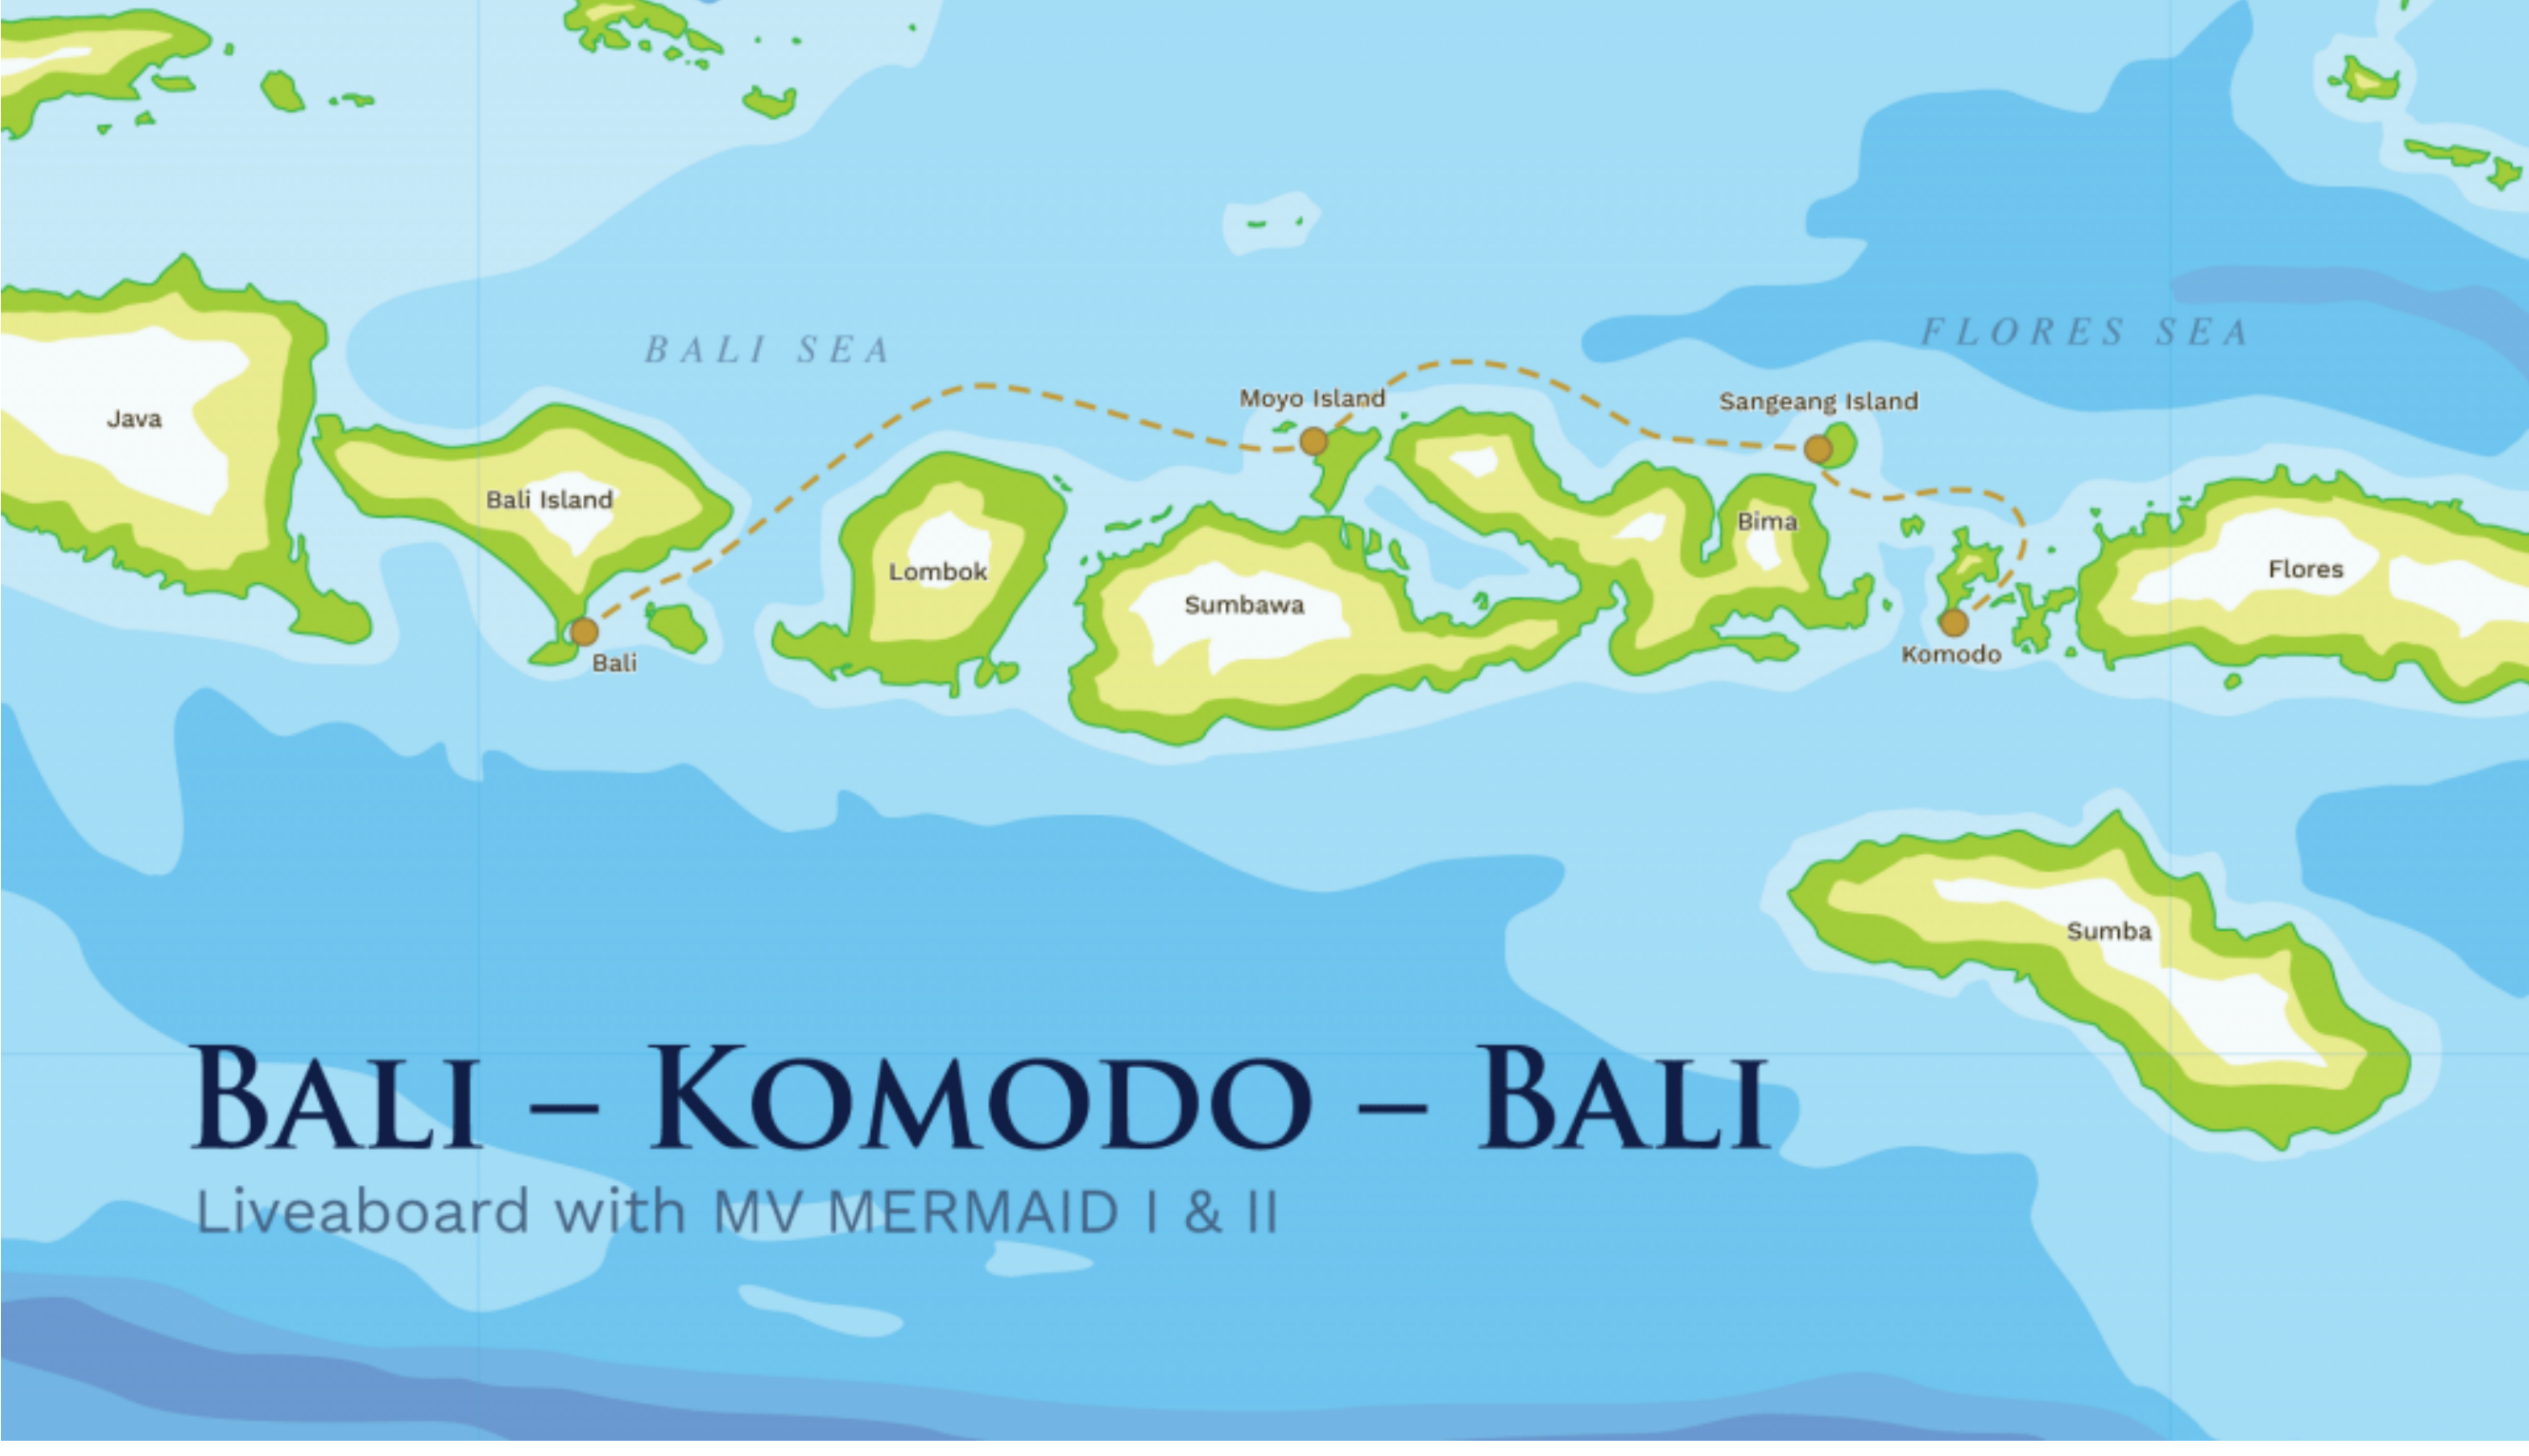 BALI SEA
FLORES SEA
Moyo Island
Sangeang Island
Java
Bali Island
Bima
Lombok
Flores
Sumbawa
Bali
Komodo
Sumba
BALI – KOMODO – BALI
Liveaboard with MV MERMAID I & II